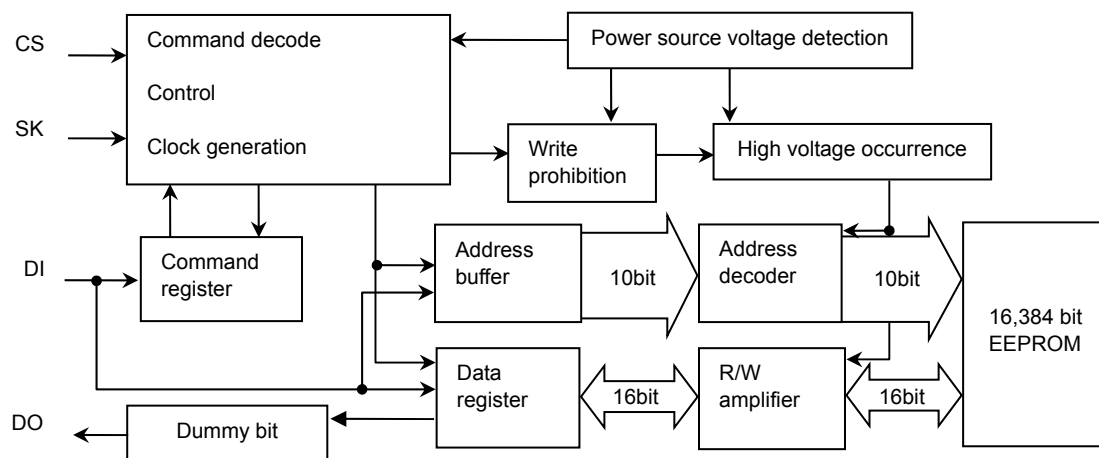 CS
Command decode
Control
Clock generation
Power source voltage detection
SK
Write
prohibition
High voltage occurrence
DI
Command
register
Address
buffer
10bit
Address
decoder
10bit
16,384 bit
EEPROM
Data
register
16bit
R/W
amplifier
16bit
DO
Dummy bit